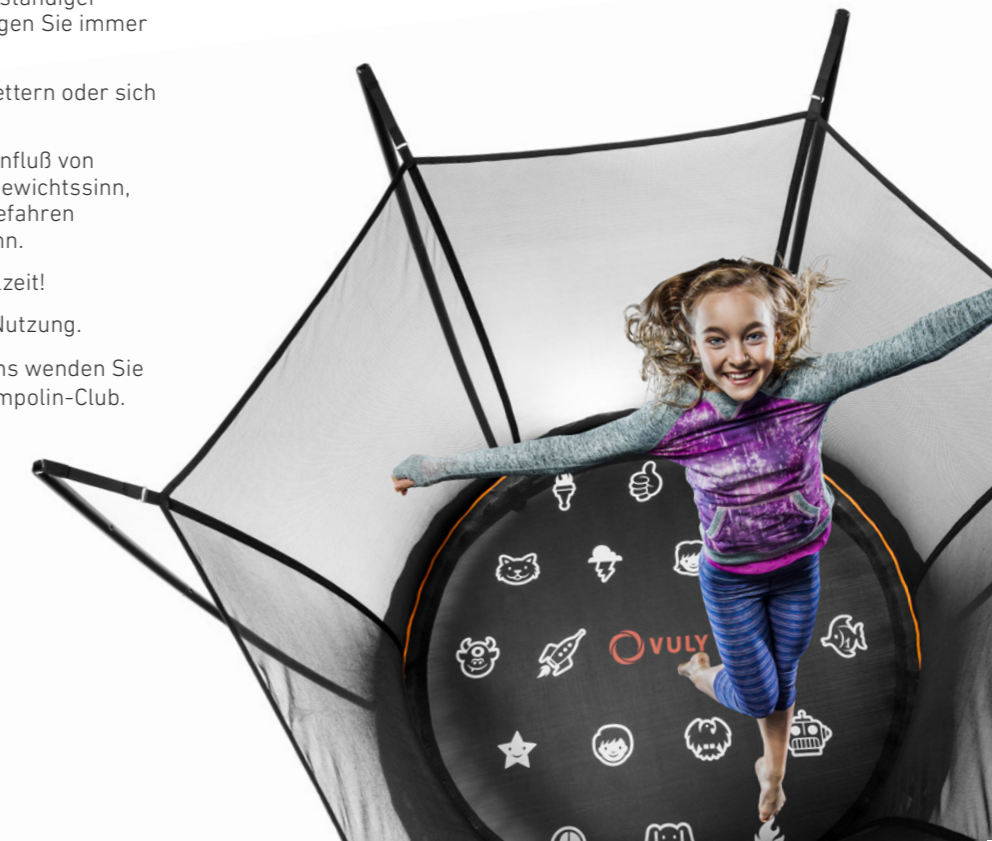 gen Sie immer
ettern oder sich
nfluß von
ewichtssinn,
efahren
nn.
zeit!
Nutzung.
ns wenden Sie
mpolin-Club.
VULY